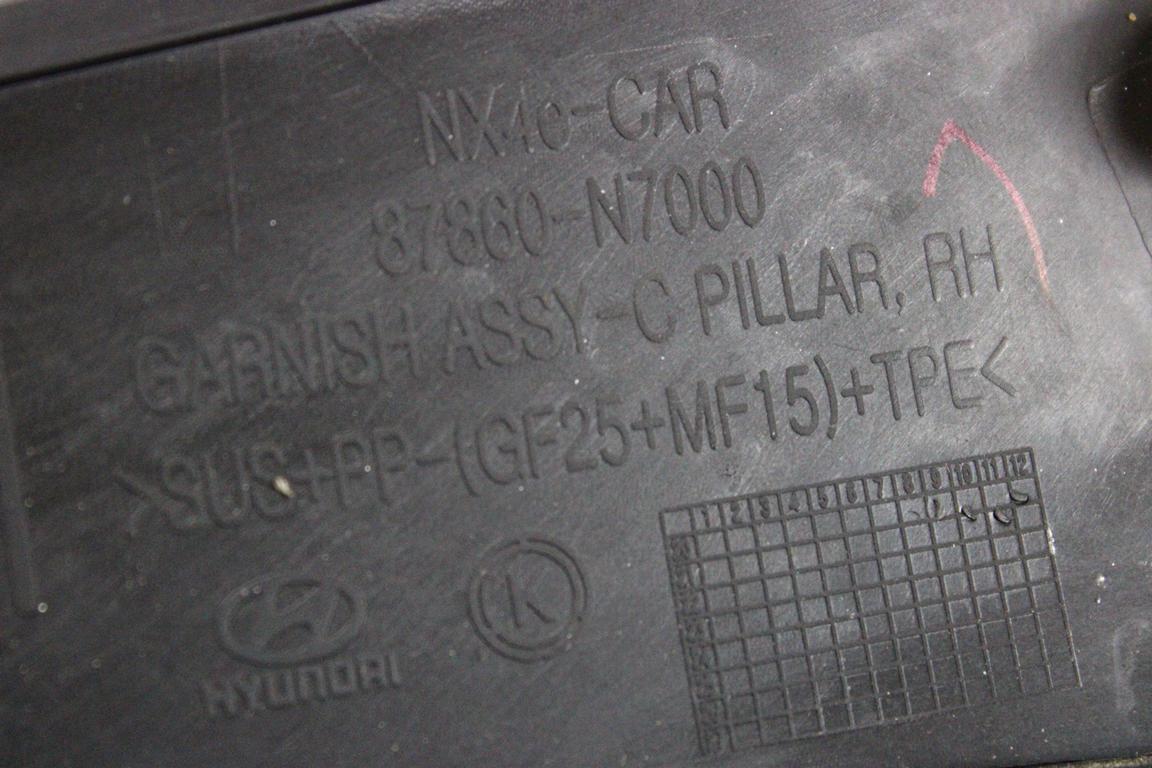 NX4e-CAR
87860-N7000
GARNISH ASSY-C PILLAR, RH
>SUS+PP-(GF25+MF15)+TPE<
K
HYUNDAI
1 2 3 4 5 6 7 8 9 10 11 12